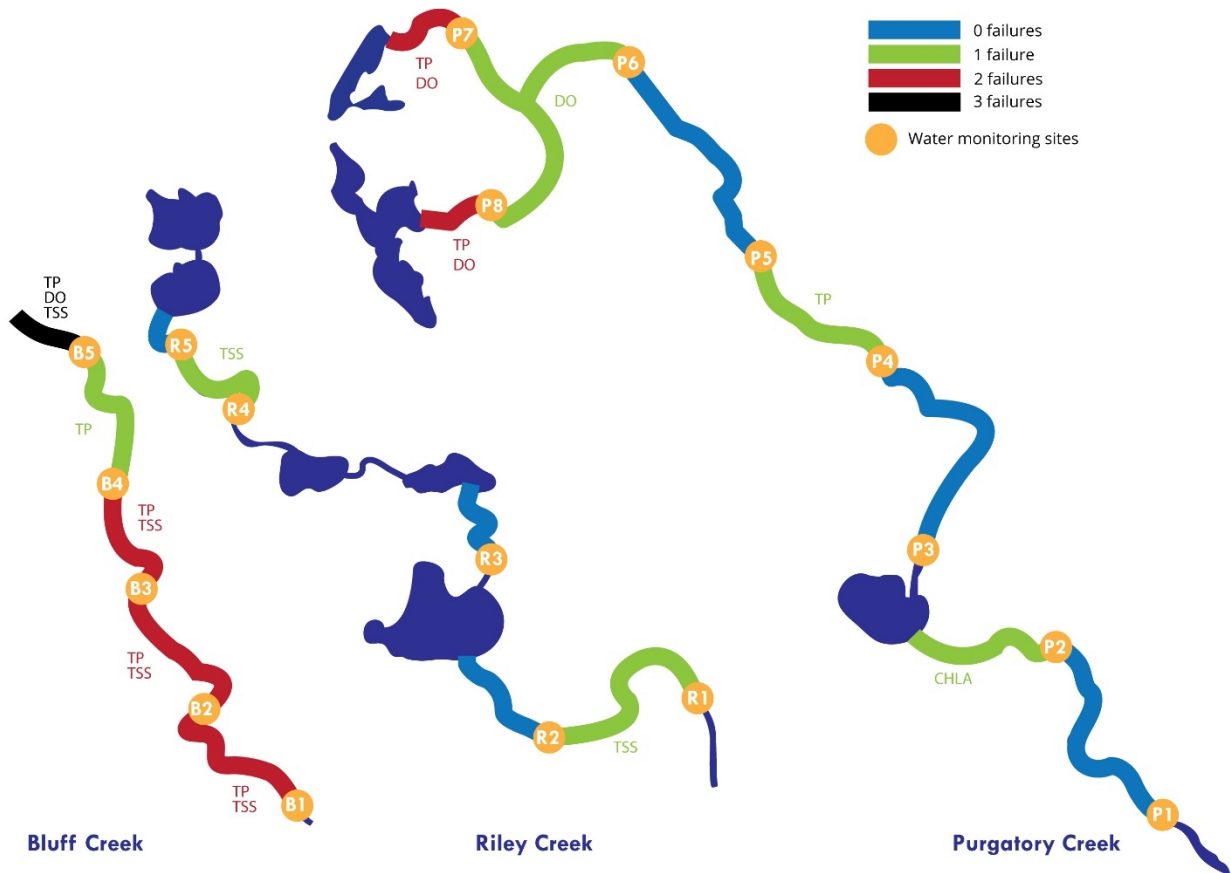 0 failures
1 failure
2 failures
3 failures
Water monitoring sites
P7
TP
DO
DO
P6
P8
TP
DO
P5
TP
P4
P3
P2
CHLA
P1
Purgatory Creek
R5
TSS
R4
R3
R2
TSS
R1
Riley Creek
TP
DO
TSS
B5
TP
B4
TP
TSS
B3
TP
TSS
B2
TP
TSS
B1
Bluff Creek